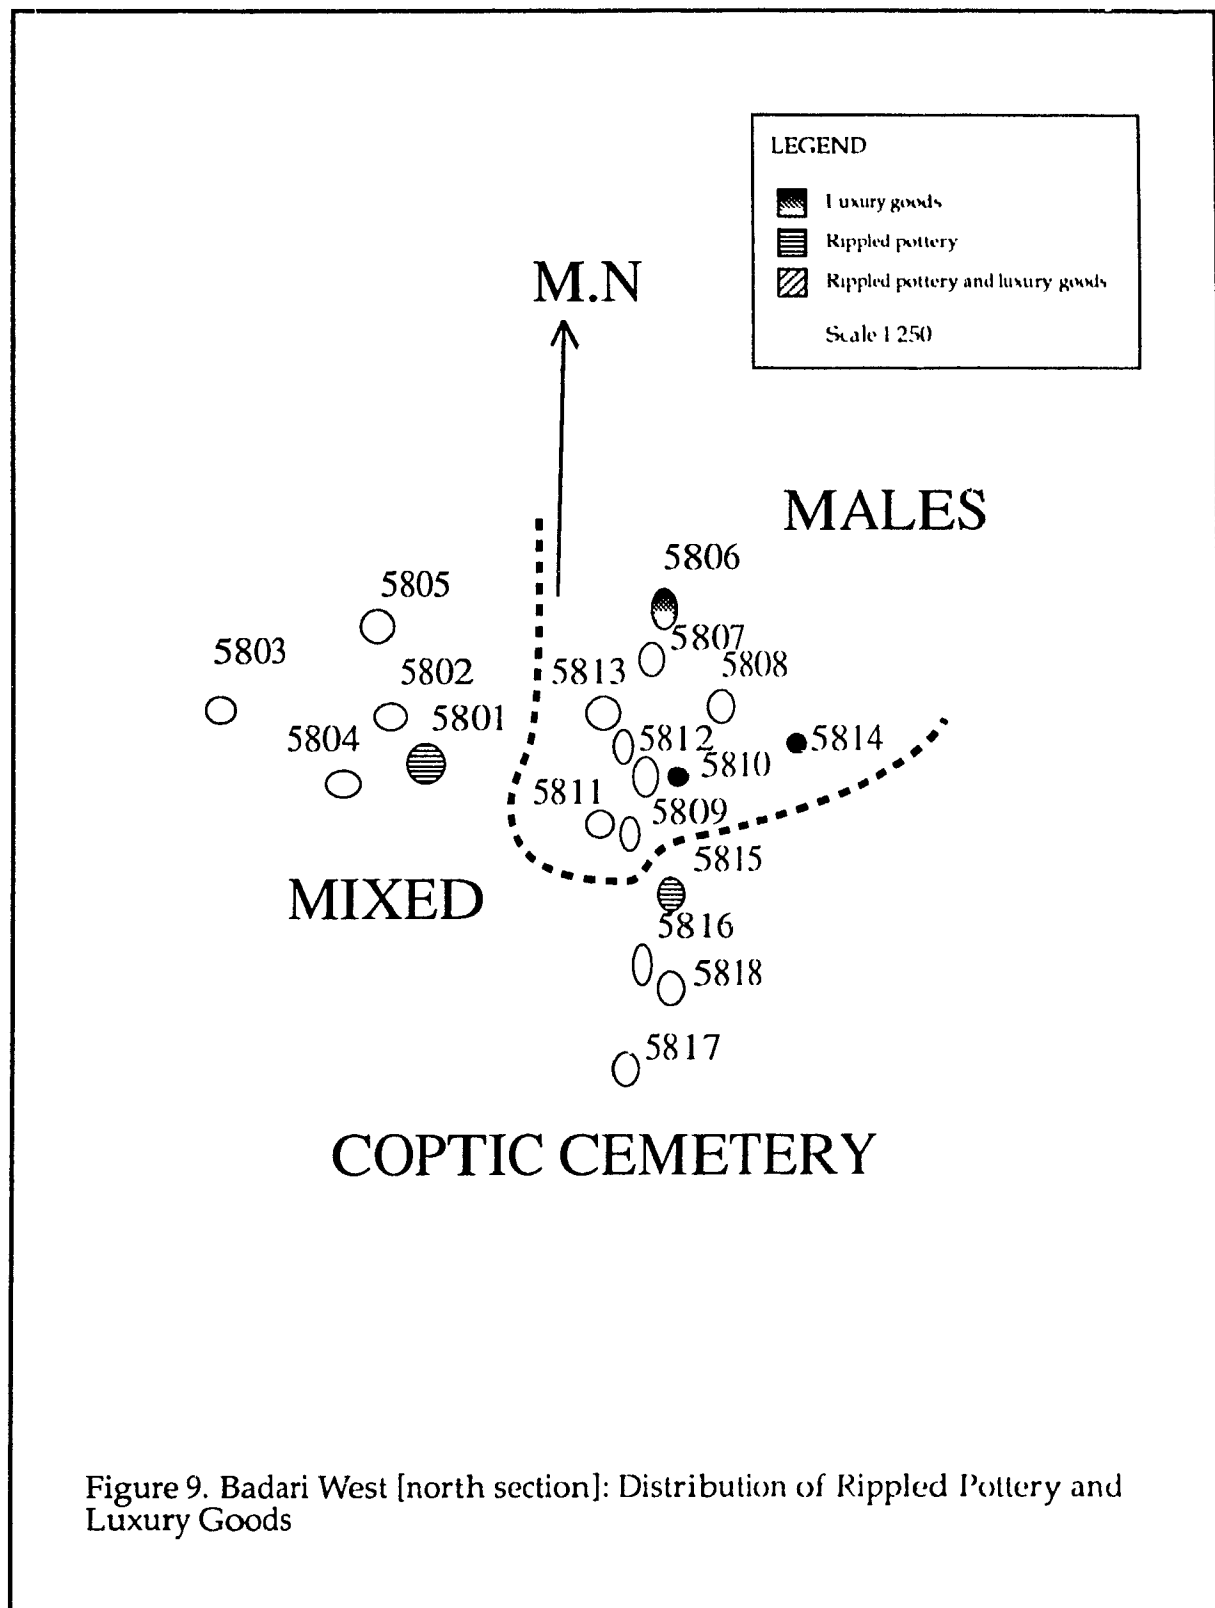 LEGEND
Luxury goods
Rippled pottery
Rippled pottery and luxury goods
Scale 1 250
M.N
MALES
5806
5805
5807
5803
5802
5813
5808
5801
5804
5812
5814
5810
5811
5809
5815
MIXED
5816
5818
5817
COPTIC CEMETERY
Figure 9. Badari West [north section]: Distribution of Rippled Pottery and
Luxury Goods